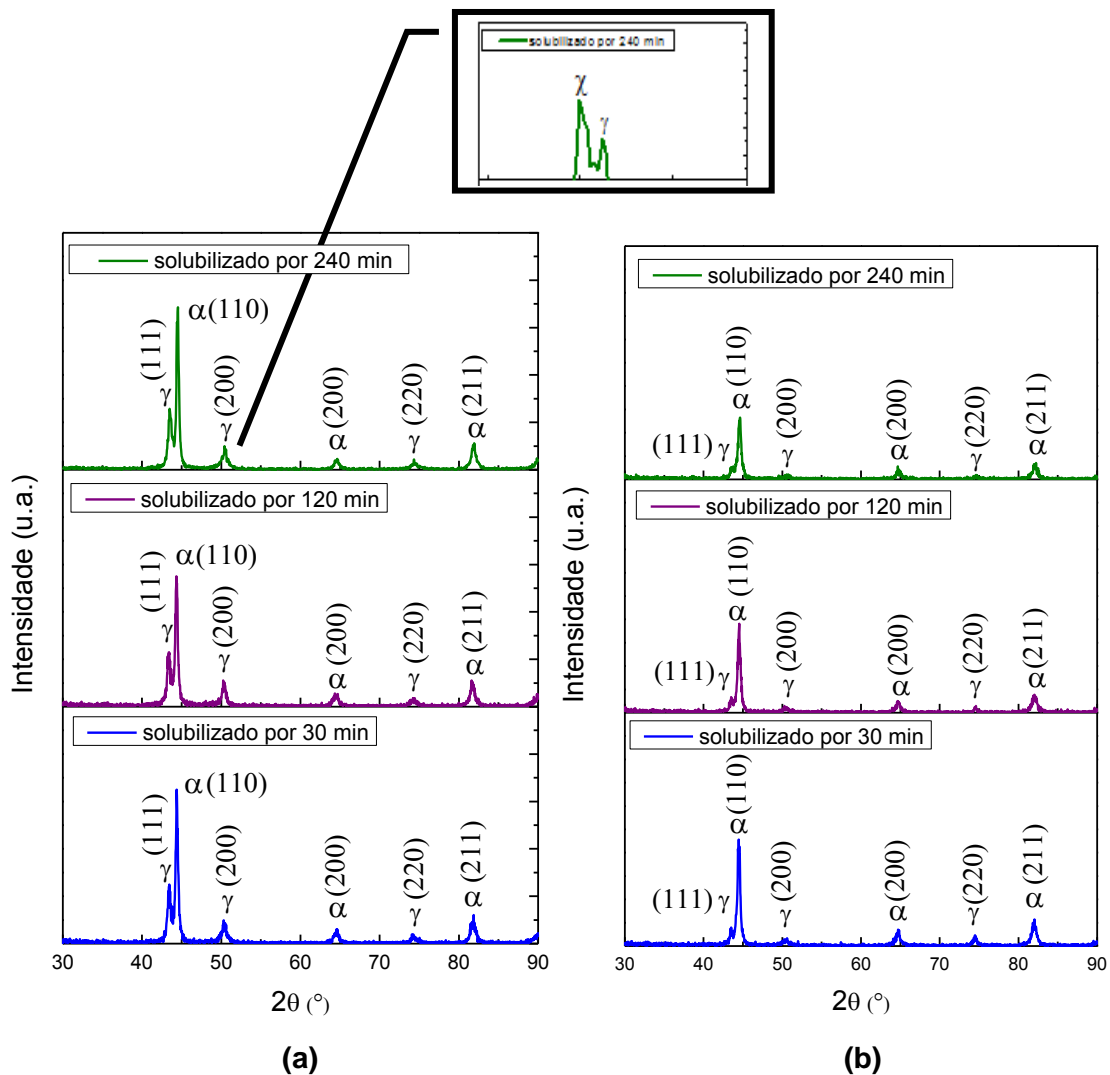 solubilizado por 240 min
χ
γ
solubilizado por 240 min
γ (111)
α(110)
γ (200)
α (200)
γ (220)
α (211)
solubilizado por 120 min
γ (111)
α(110)
γ (200)
α (200)
γ (220)
α (211)
solubilizado por 30 min
γ (111)
α(110)
γ (200)
α (200)
γ (220)
α (211)
Intensidade (u.a.)
30 40 50 60 70 80 90
2θ (°)
(a)
solubilizado por 240 min
(111) γ
α (110)
γ (200)
α (200)
γ (220)
α (211)
solubilizado por 120 min
(111) γ
α (110)
γ (200)
α (200)
γ (220)
α (211)
solubilizado por 30 min
(111) γ
α (110)
γ (200)
α (200)
γ (220)
α (211)
Intensidade (u.a.)
30 40 50 60 70 80 90
2θ (°)
(b)